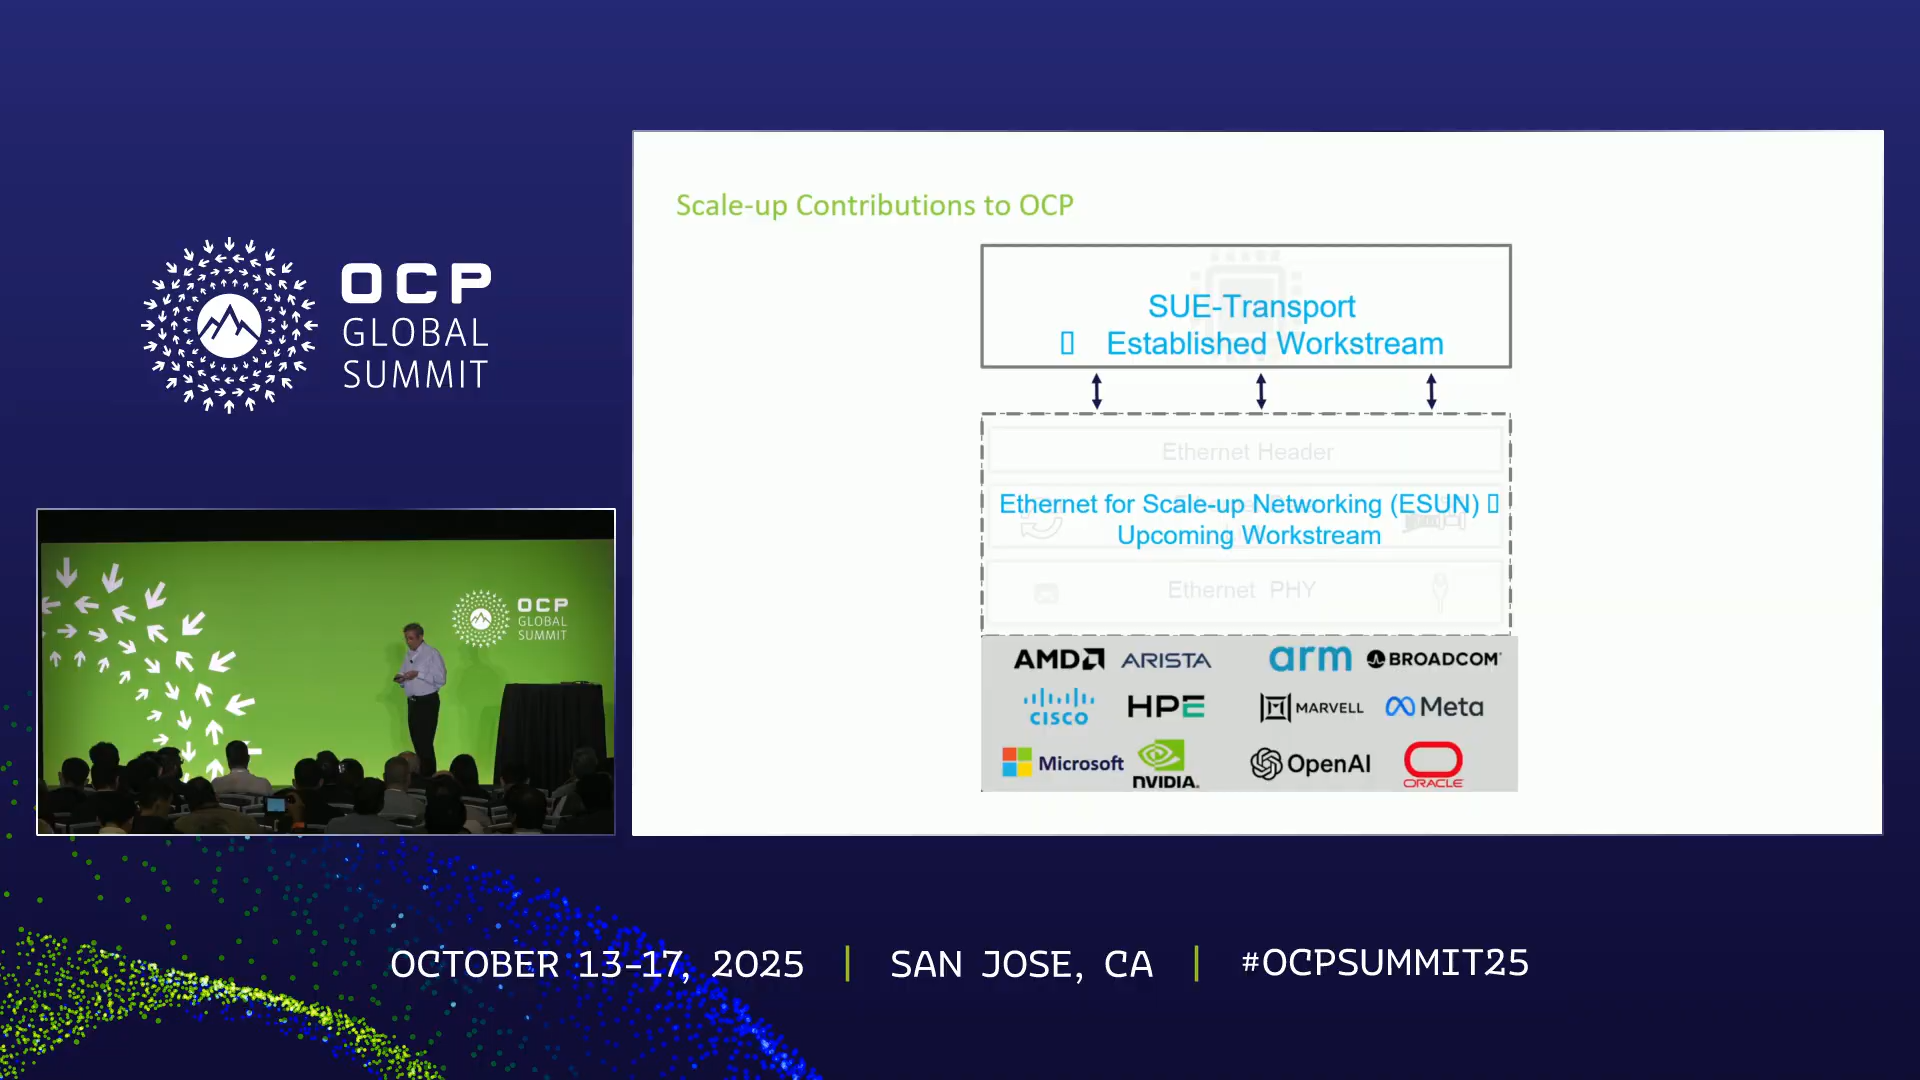 OCP
GLOBAL
SUMMIT
Scale-up Contributions to OCP
SUE-Transport
Established Workstream
Ethernet Header
Ethernet for Scale-up Networking (ESUN)
Upcoming Workstream
Ethernet PHY
AMD ARISTA arm BROADCOM
CISCO HPE MARVELL Meta
Microsoft NVIDIA OpenAI ORACLE
OCP
GLOBAL
SUMMIT
OCTOBER 13-17, 2025 | SAN JOSE, CA | #OCPSUMMIT25